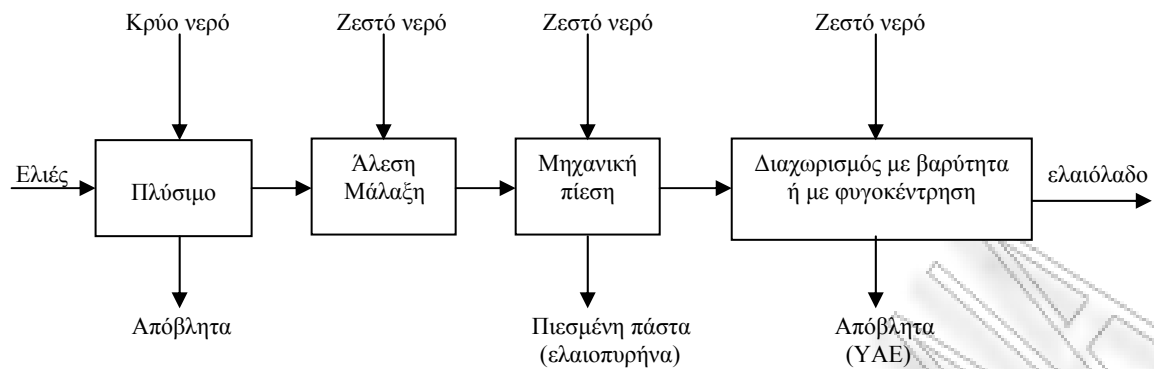 Κρύο νερό
Ζεστό νερό
Ζεστό νερό
Ζεστό νερό
Ελιές
Πλύσιμο
Άλεση
Μάλαξη
Μηχανική
πίεση
Διαχωρισμός με βαρύτητα
ή με φυγοκέντρηση
ελαιόλαδο
Απόβλητα
Πιεσμένη πάστα
(ελαιοπυρήνα)
Απόβλητα
(ΥΑΕ)